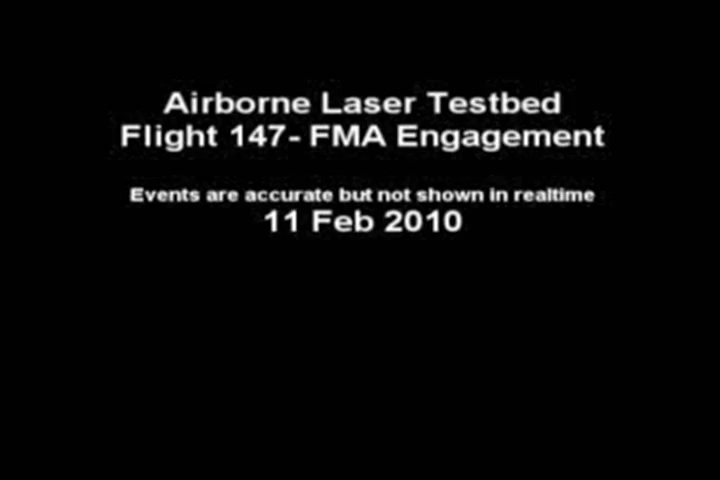 Airborne Laser Testbed
Flight 147- FMA Engagement
Events are accurate but not shown in realtime
11 Feb 2010